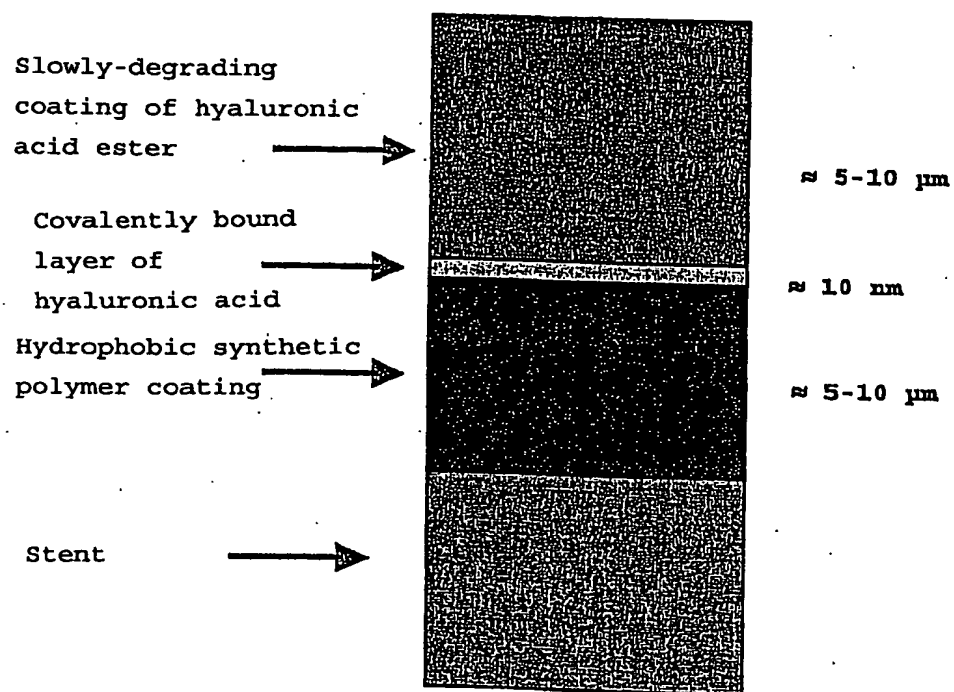 Slowly-degrading
coating of hyaluronic
acid ester
≈ 5-10 µm
Covalently bound
layer of
hyaluronic acid
≈ 10 nm
Hydrophobic synthetic
polymer coating
≈ 5-10 µm
Stent